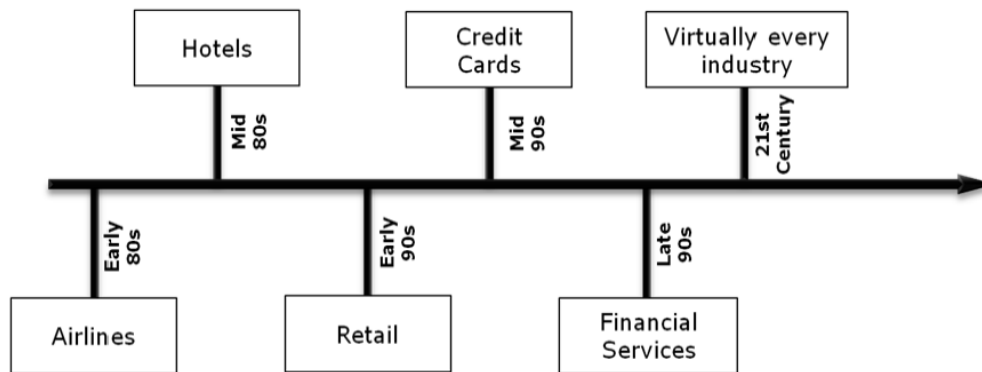 Hotels
Credit
Cards
Virtually every
industry
Mid
80s
Mid
90s
21st
Century
Early
80s
Early
90s
Late
90s
Airlines
Retail
Financial
Services